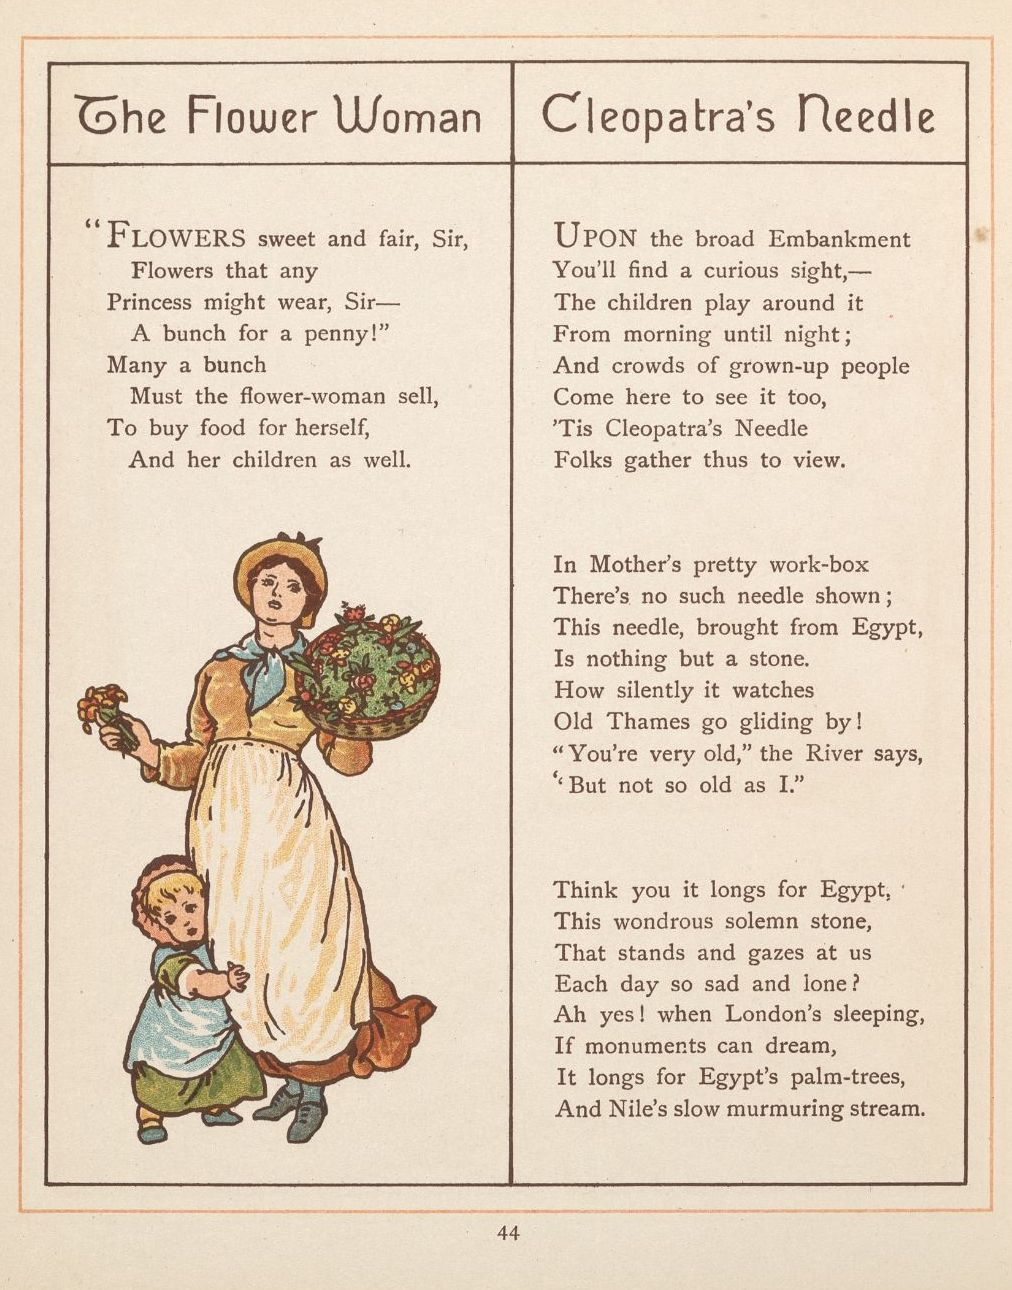 The Flower Woman
"FLOWERS sweet and fair, Sir,
Flowers that any
Princess might wear, Sir—
A bunch for a penny!"
Many a bunch
Must the flower-woman sell,
To buy food for herself,
And her children as well.
Cleopatra's Needle
UPON the broad Embankment
You'll find a curious sight,—
The children play around it
From morning until night;
And crowds of grown-up people
Come here to see it too,
'Tis Cleopatra's Needle
Folks gather thus to view.
In Mother's pretty work-box
There's no such needle shown;
This needle, brought from Egypt,
Is nothing but a stone.
How silently it watches
Old Thames go gliding by!
"You're very old," the River says,
"But not so old as I."
Think you it longs for Egypt,
This wondrous solemn stone,
That stands and gazes at us
Each day so sad and lone?
Ah yes! when London's sleeping,
If monuments can dream,
It longs for Egypt's palm-trees,
And Nile's slow murmuring stream.
44